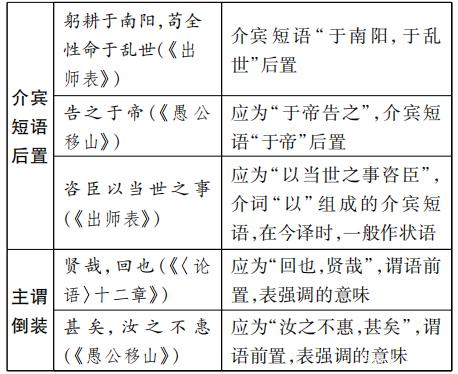 介宾
短语
后置
躬耕于南阳,苟全
性命于乱世(《出
师表》)
介宾短语“于南阳,于乱
世”后置
告之于帝(《愚公
移山》)
应为“于帝告之”,介宾短
语“于帝”后置
咨臣以当世之事
(《出师表》)
应为“以当世之事咨臣”,
介词“以”组成的介宾短
语,在今译时,一般作状语
主谓
倒装
贤哉,回也(《〈论
语〉十二章》)
应为“回也,贤哉”,谓语前
置,表强调的意味
甚矣,汝之不惠
(《愚公移山》)
应为“汝之不惠,甚矣”,谓
语前置,表强调的意味